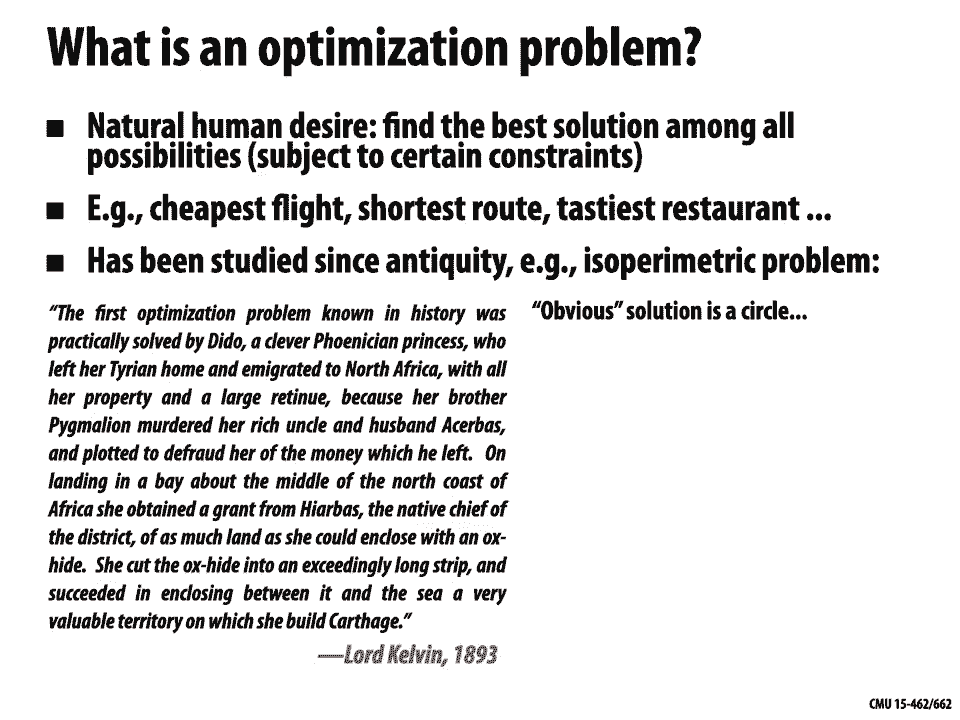 What is an optimization problem?
■ Natural human desire: find the best solution among all
possibilities (subject to certain constraints)
■ E.g., cheapest flight, shortest route, tastiest restaurant ...
■ Has been studied since antiquity, e.g., isoperimetric problem:
“The first optimization problem known in history was
practically solved by Dido, a clever Phoenician princess, who
left her Tyrian home and emigrated to North Africa, with all
her property and a large retinue, because her brother
Pygmalion murdered her rich uncle and husband Acerbas,
and plotted to defraud her of the money which he left. On
landing in a bay about the middle of the north coast of
Africa she obtained a grant from Hiarbas, the native chief of
the district, of as much land as she could enclose with an ox-
hide. She cut the ox-hide into an exceedingly long strip, and
succeeded in enclosing between it and the sea a very
valuable territory on which she build Carthage.”
—Lord Kelvin, 1893
“Obvious” solution is a circle...
CMU 15-462/662